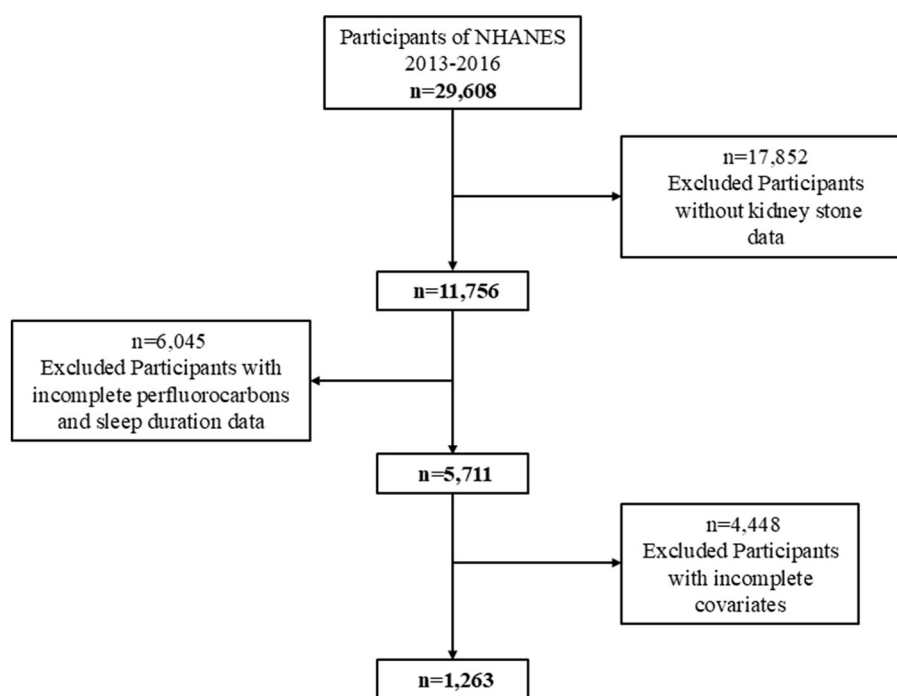 Participants of NHANES
2013-2016
n=29,608
n=17,852
Excluded Participants
without kidney stone
data
n=11,756
n=6,045
Excluded Participants with
incomplete perfluorocarbons
and sleep duration data
n=5,711
n=4,448
Excluded Participants
with incomplete
covariates
n=1,263